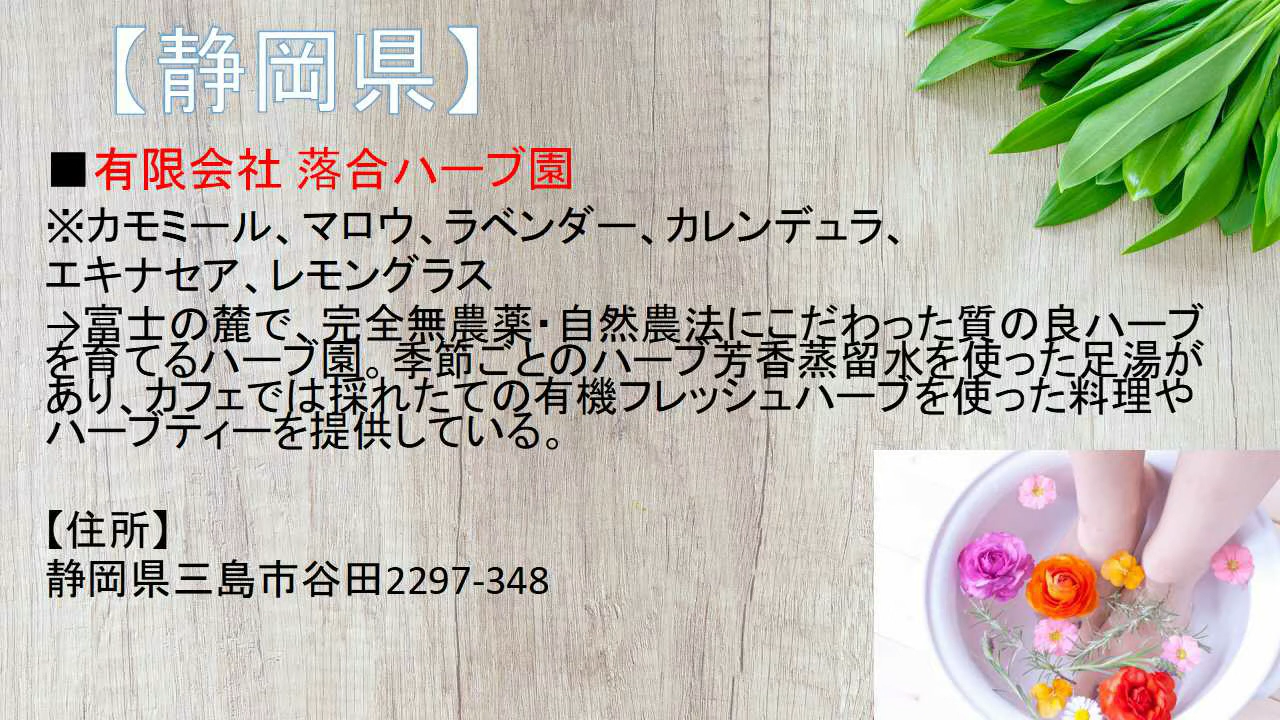 【静岡県】
■有限会社 落合ハーブ園
※カモミール、マロウ、ラベンダー、カレンデュラ、
エキナセア、レモングラス
→富士の麓で、完全無農薬・自然農法にこだわった質の良ハーブ
を育てるハーブ園。季節ごとのハーブ芳香蒸留水を使った足湯が
あり、カフェでは採れたての有機フレッシュハーブを使った料理や
ハーブティーを提供している。
【住所】
静岡県三島市谷田2297-348